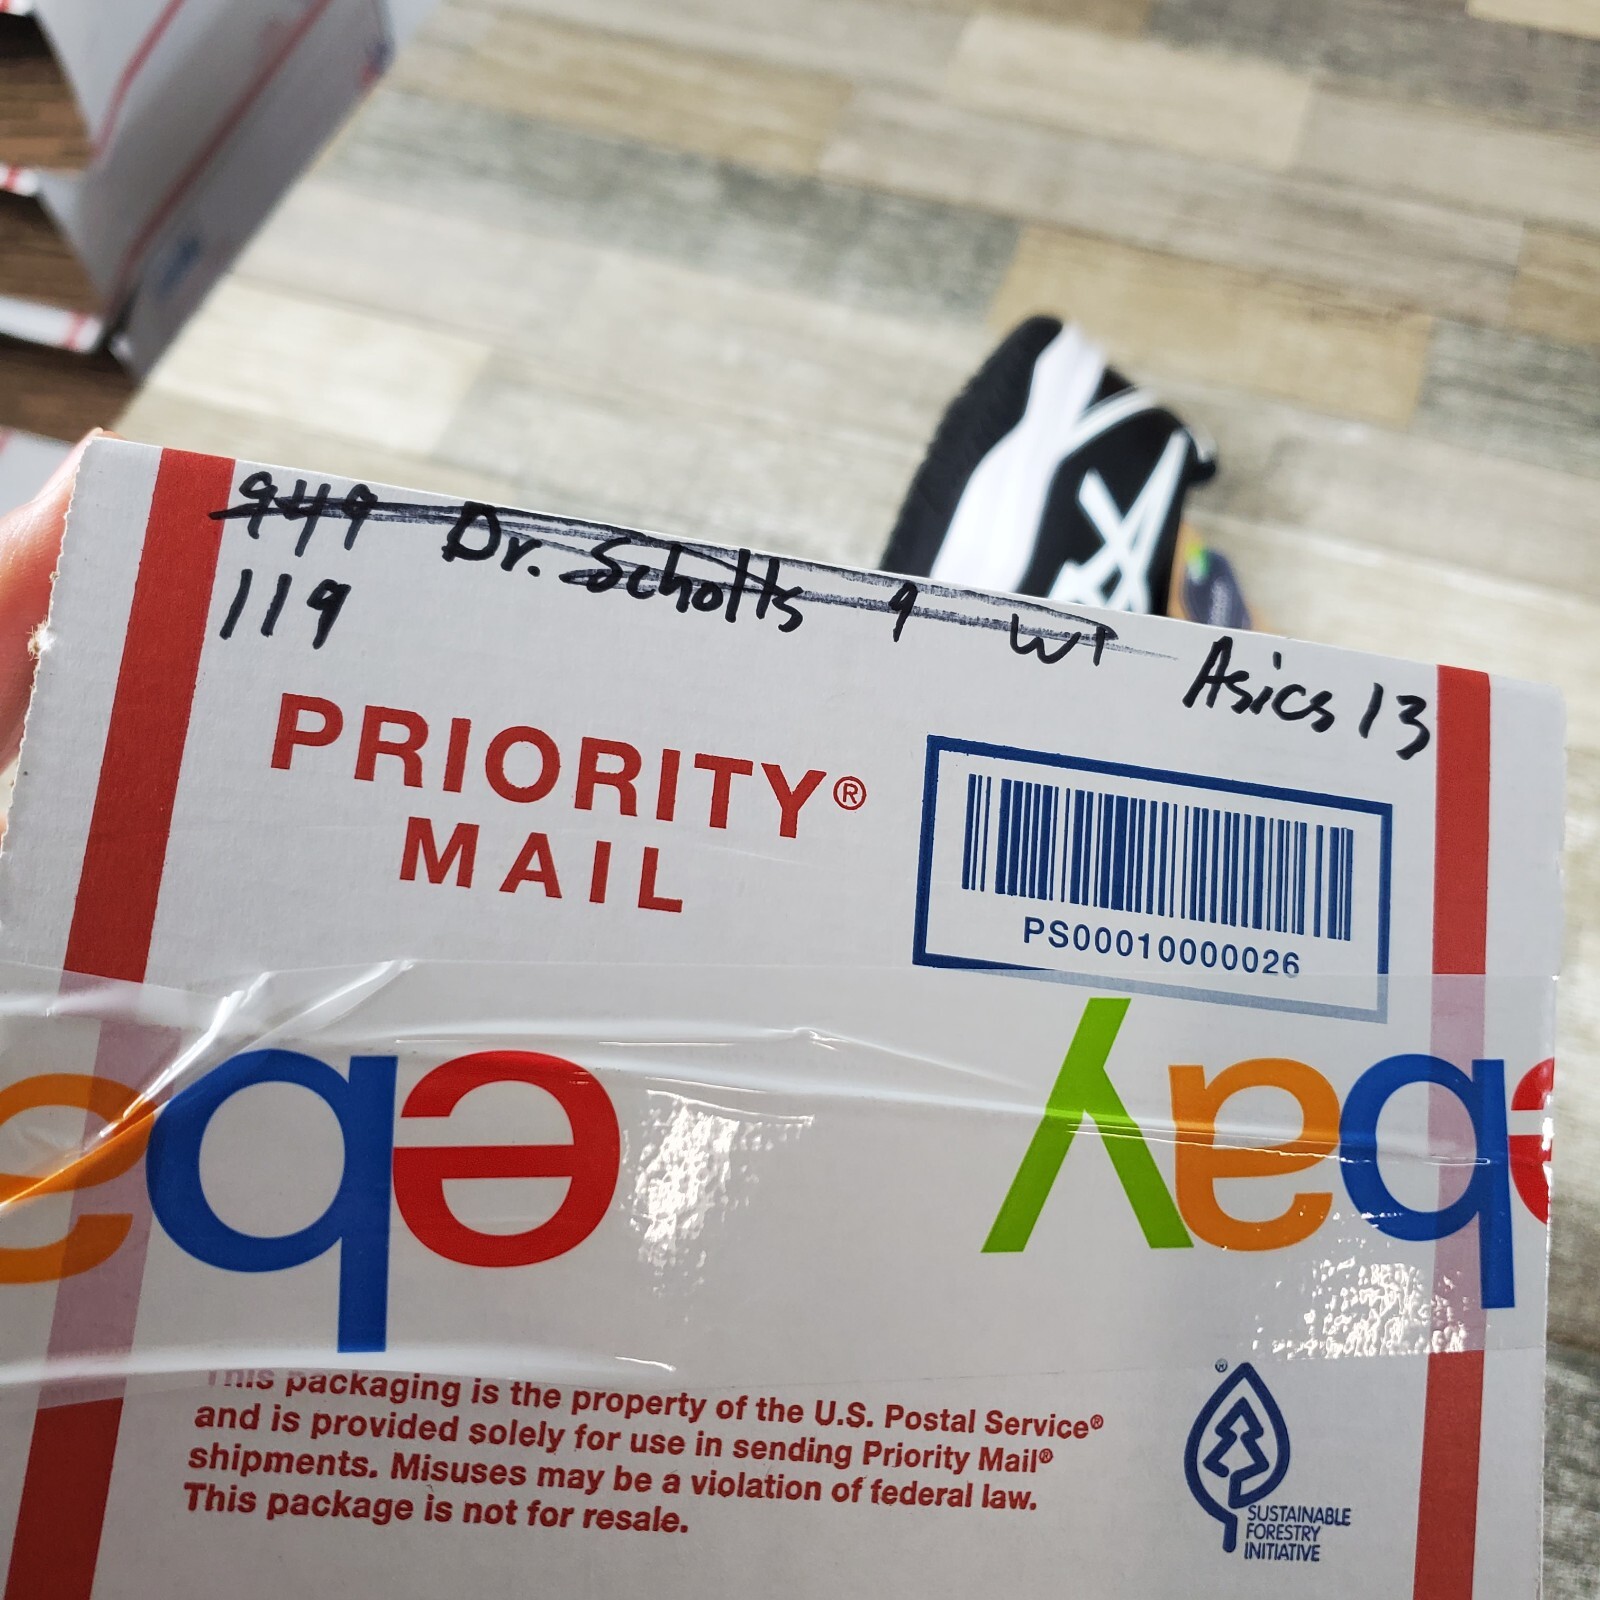 949 Dr. Scholls 9 W Asics 13
119
PRIORITY®
MAIL
PS00010000026
ebay
ebay
This packaging is the property of the U.S. Postal Service®
and is provided solely for use in sending Priority Mail®
shipments. Misuses may be a violation of federal law.
This package is not for resale.
SUSTAINABLE
FORESTRY
INITIATIVE